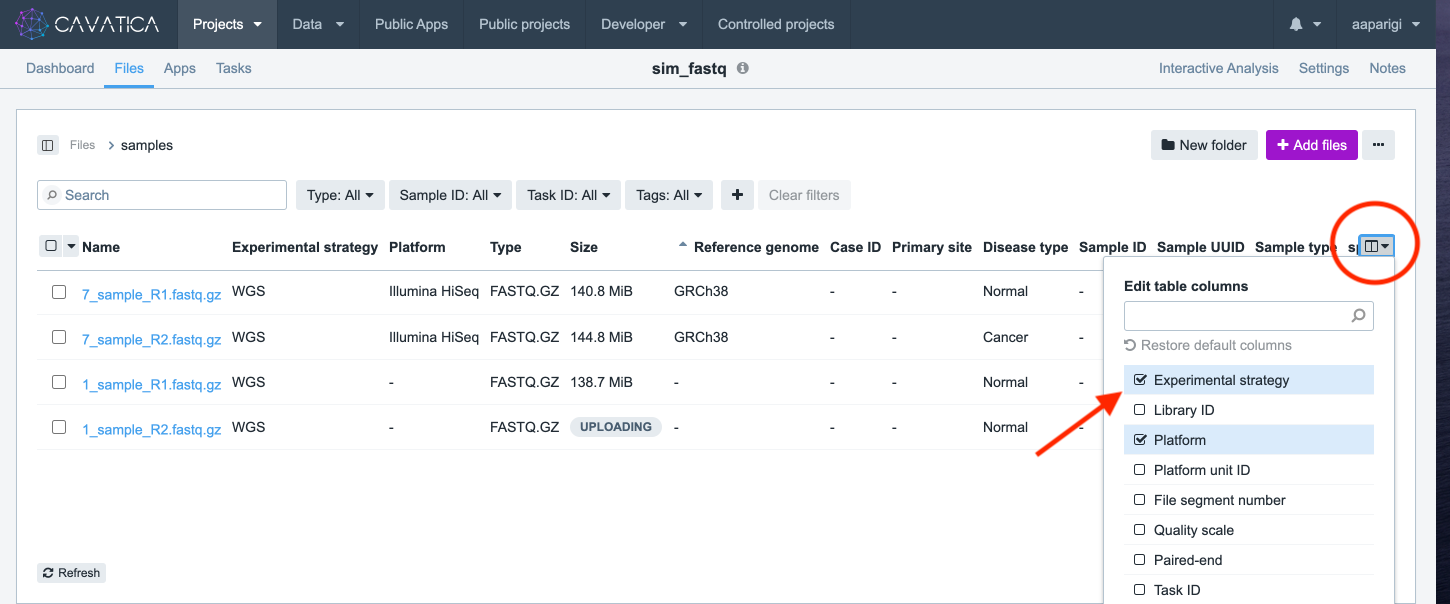 CAVATICA Projects Data Public Apps Public projects Developer Controlled projects aaparigi
Dashboard Files Apps Tasks sim_fastq Interactive Analysis Settings Notes
Files > samples New folder + Add files ...
Search Type: All Sample ID: All Task ID: All Tags: All + Clear filters
Name Experimental strategy Platform Type Size Reference genome Case ID Primary site Disease type Sample ID Sample UUID Sample type
7_sample_R1.fastq.gz WGS Illumina HiSeq FASTQ.GZ 140.8 MiB GRCh38 - - Normal -
7_sample_R2.fastq.gz WGS Illumina HiSeq FASTQ.GZ 144.8 MiB GRCh38 - - Cancer -
1_sample_R1.fastq.gz WGS - FASTQ.GZ 138.7 MiB - - - Normal -
1_sample_R2.fastq.gz WGS - FASTQ.GZ UPLOADING - - - Normal -
Edit table columns
Restore default columns
Experimental strategy
Library ID
Platform
Platform unit ID
File segment number
Quality scale
Paired-end
Task ID
Refresh